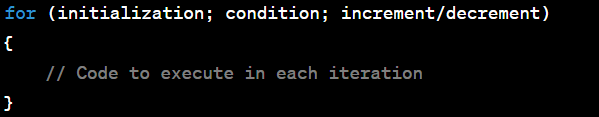 for (initialization; condition; increment/decrement)
{
    // Code to execute in each iteration
}